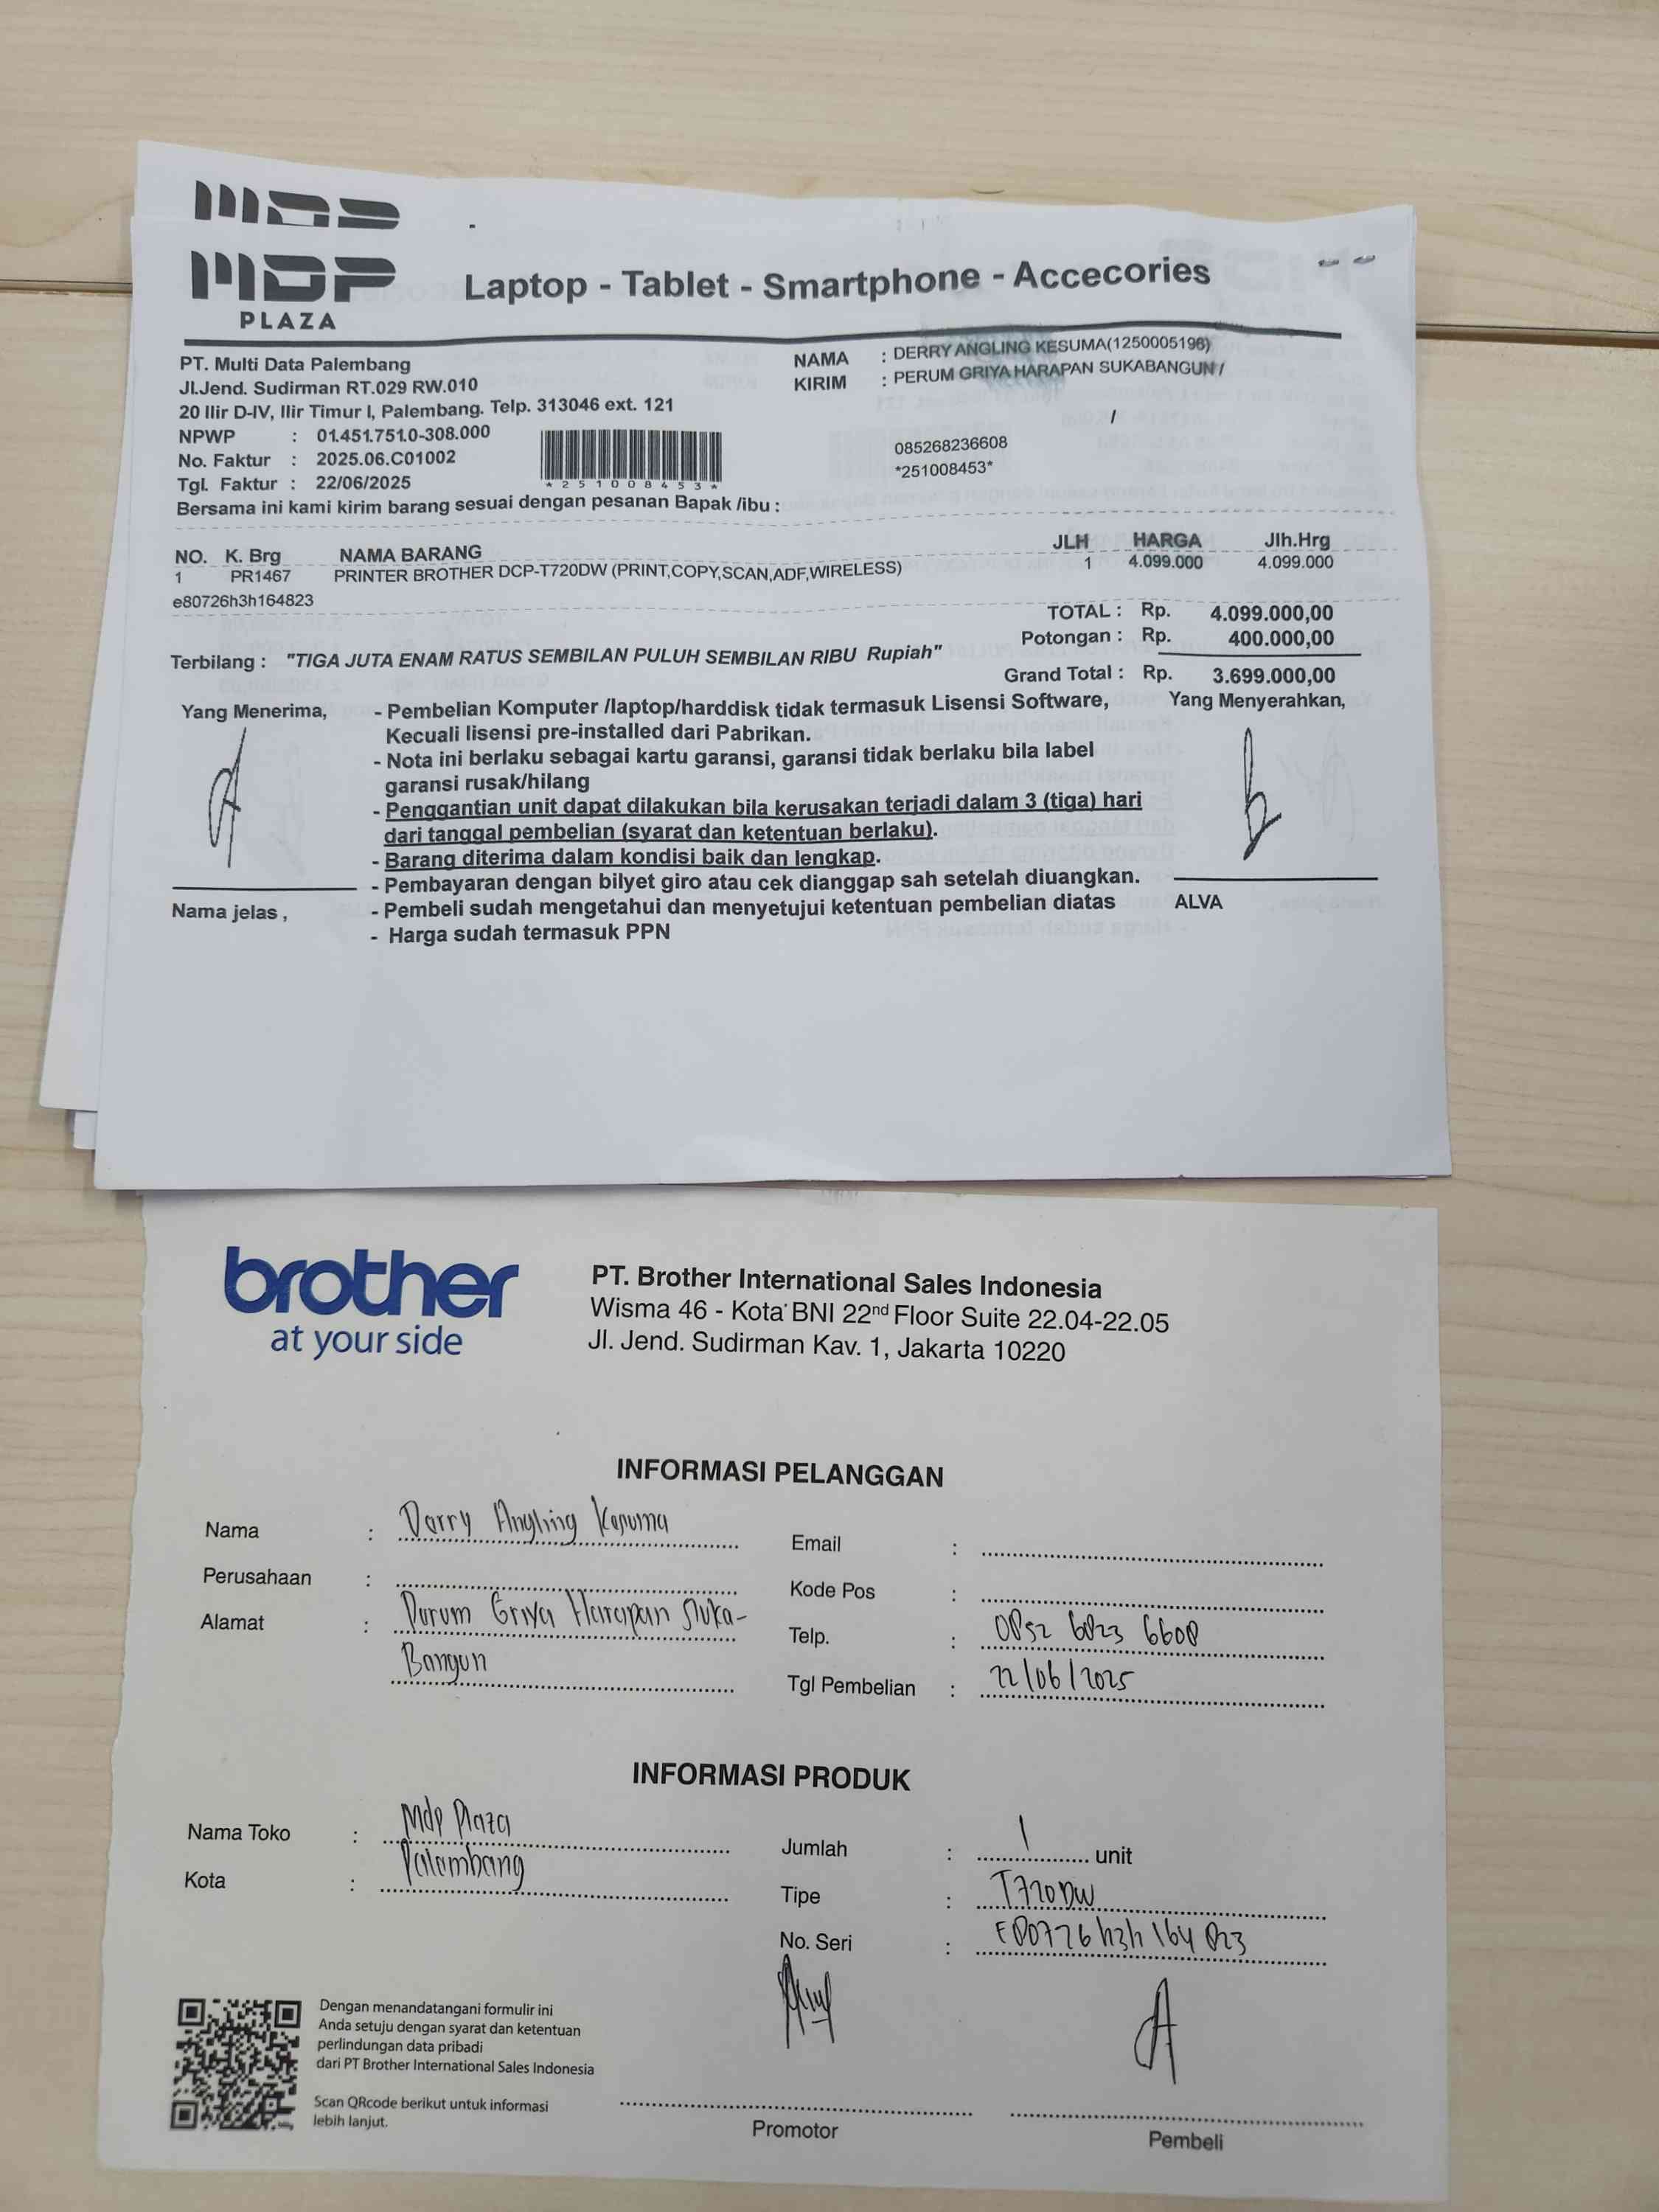 MDP
MDP
PLAZA
Laptop - Tablet - Smartphone - Accecories
PT. Multi Data Palembang
Jl.Jend. Sudirman RT.029 RW.010
20 Ilir D-IV, Ilir Timur I, Palembang. Telp. 313046 ext. 121
NPWP : 01.451.751.0-308.000
No. Faktur : 2025.06.C01002
Tgl. Faktur : 22/06/2025
*251008453*
NAMA : DERRY ANGLING KESUMA(1250005196)
KIRIM : PERUM GRIYA HARAPAN SUKABANGUN /
/
085268236608
*251008453*
Bersama ini kami kirim barang sesuai dengan pesanan Bapak /ibu :
NO. K. Brg NAMA BARANG JLH HARGA Jlh.Hrg
1 PR1467 PRINTER BROTHER DCP-T720DW (PRINT,COPY,SCAN,ADF,WIRELESS) 1 4.099.000 4.099.000
e80726h3h164823
TOTAL : Rp. 4.099.000,00
Potongan : Rp. 400.000,00
Terbilang : "TIGA JUTA ENAM RATUS SEMBILAN PULUH SEMBILAN RIBU Rupiah"
Grand Total : Rp. 3.699.000,00
Yang Menerima,
- Pembelian Komputer /laptop/harddisk tidak termasuk Lisensi Software,
Kecuali lisensi pre-installed dari Pabrikan.
- Nota ini berlaku sebagai kartu garansi, garansi tidak berlaku bila label
garansi rusak/hilang
- Penggantian unit dapat dilakukan bila kerusakan terjadi dalam 3 (tiga) hari
dari tanggal pembelian (syarat dan ketentuan berlaku).
- Barang diterima dalam kondisi baik dan lengkap.
- Pembayaran dengan bilyet giro atau cek dianggap sah setelah diuangkan.
- Pembeli sudah mengetahui dan menyetujui ketentuan pembelian diatas
- Harga sudah termasuk PPN
Yang Menyerahkan,
Nama jelas ,
ALVA
brother
at your side
PT. Brother International Sales Indonesia
Wisma 46 - Kota BNI 22nd Floor Suite 22.04-22.05
Jl. Jend. Sudirman Kav. 1, Jakarta 10220
INFORMASI PELANGGAN
Nama : Derry Angling Kesuma
Perusahaan :
Alamat : Perum Griya Harapan Suka-
Bangun
Email :
Kode Pos :
Telp. : 0852 6823 6608
Tgl Pembelian : 22/06/2025
INFORMASI PRODUK
Nama Toko : Mdp Plaza
Kota : Palembang
Jumlah : 1 unit
Tipe : T720DW
No. Seri : E80726h3h164823
Dengan menandatangani formulir ini
Anda setuju dengan syarat dan ketentuan
perlindungan data pribadi
dari PT Brother International Sales Indonesia
Scan QRcode berikut untuk informasi
lebih lanjut.
Promotor
Pembeli